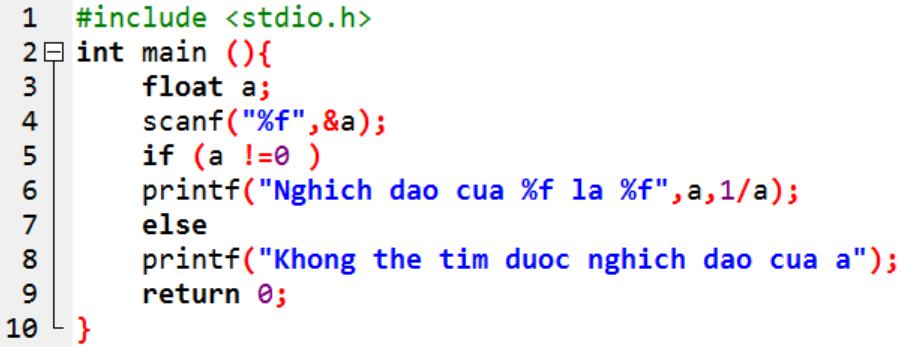 1 #include <stdio.h>
2 int main (){
3 float a;
4 scanf("%f",&a);
5 if (a !=0 )
6 printf("Nghich dao cua %f la %f",a,1/a);
7 else
8 printf("Khong the tim duoc nghich dao cua a");
9 return 0;
10 }